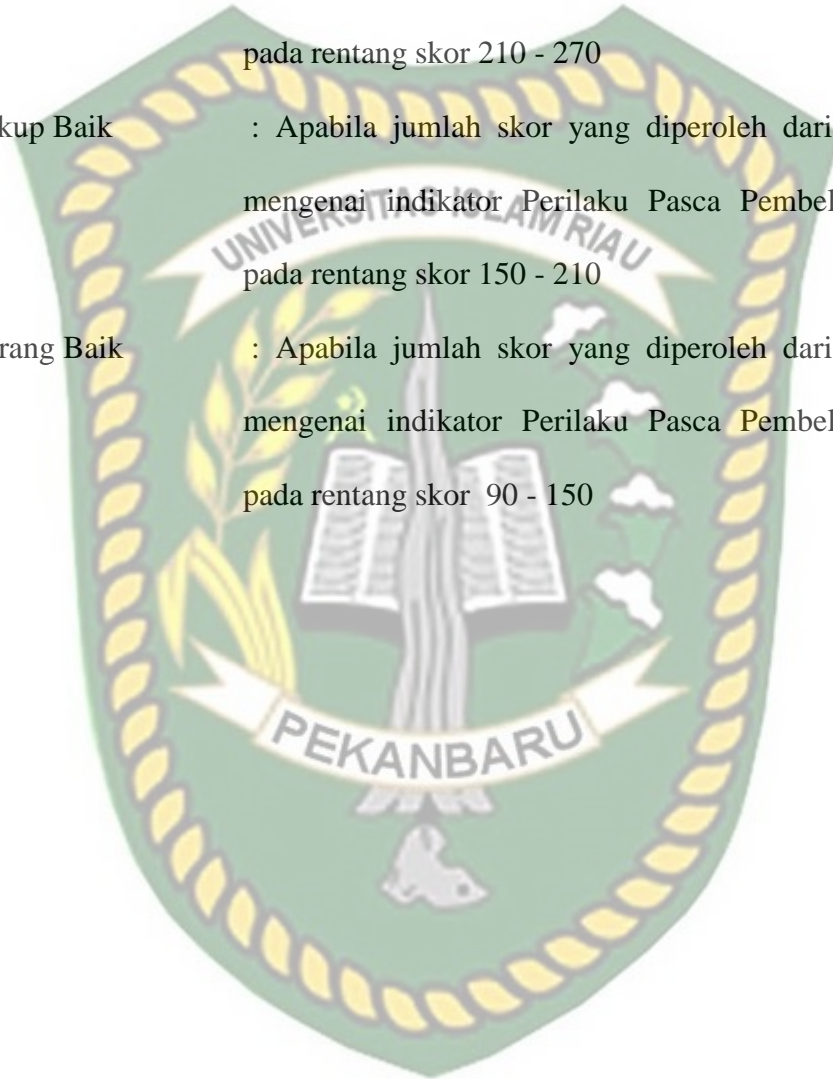 pada rentang skor 210 - 270
kup Baik : Apabila jumlah skor yang diperoleh dari
mengenai indikator Perilaku Pasca Pembel
pada rentang skor 150 - 210
rang Baik : Apabila jumlah skor yang diperoleh dari
mengenai indikator Perilaku Pasca Pembel
pada rentang skor 90 - 150
UNIVERSITAS ISLAM RIAU
PEKANBARU